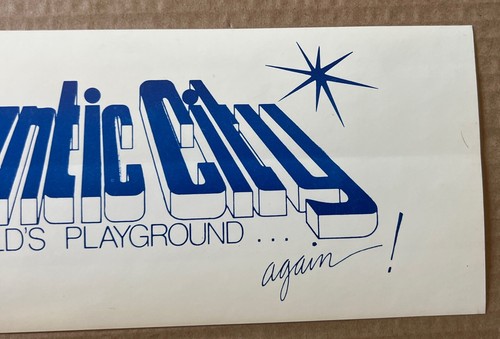 ntic City
LD'S PLAYGROUND ...
again!